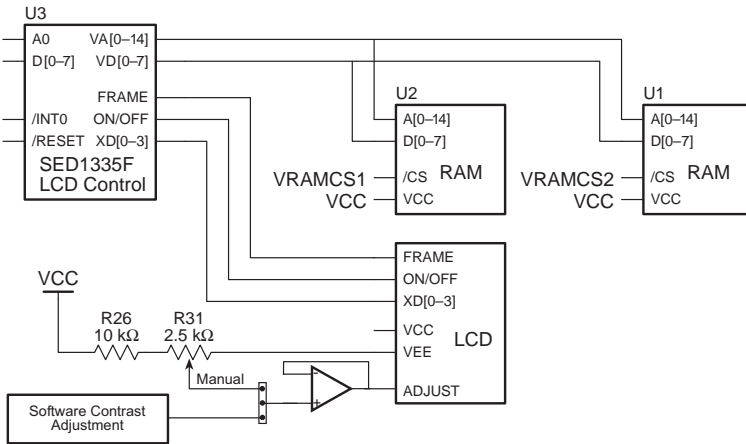 U3
A0
VA[0–14]
D[0–7]
VD[0–7]
FRAME
/INT0
ON/OFF
/RESET
XD[0–3]
SED1335F
LCD Control
U2
A[0–14]
D[0–7]
RAM
/CS
VCC
VRAMCS1
VCC
U1
A[0–14]
D[0–7]
RAM
/CS
VCC
VRAMCS2
VCC
FRAME
ON/OFF
XD[0–3]
VCC
LCD
VEE
ADJUST
VCC
R26
10 kΩ
R31
2.5 kΩ
Manual
–
+
Software Contrast
Adjustment